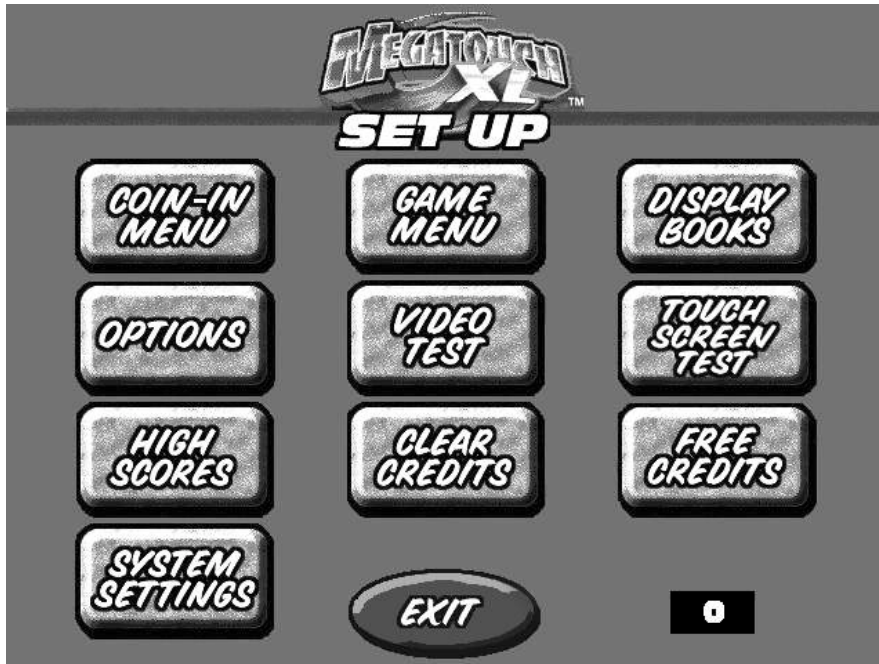 MEGATOUCH
XL ™
SET UP
COIN-IN
MENU
GAME
MENU
DISPLAY
BOOKS
OPTIONS
VIDEO
TEST
TOUCH
SCREEN
TEST
HIGH
SCORES
CLEAR
CREDITS
FREE
CREDITS
SYSTEM
SETTINGS
EXIT
0